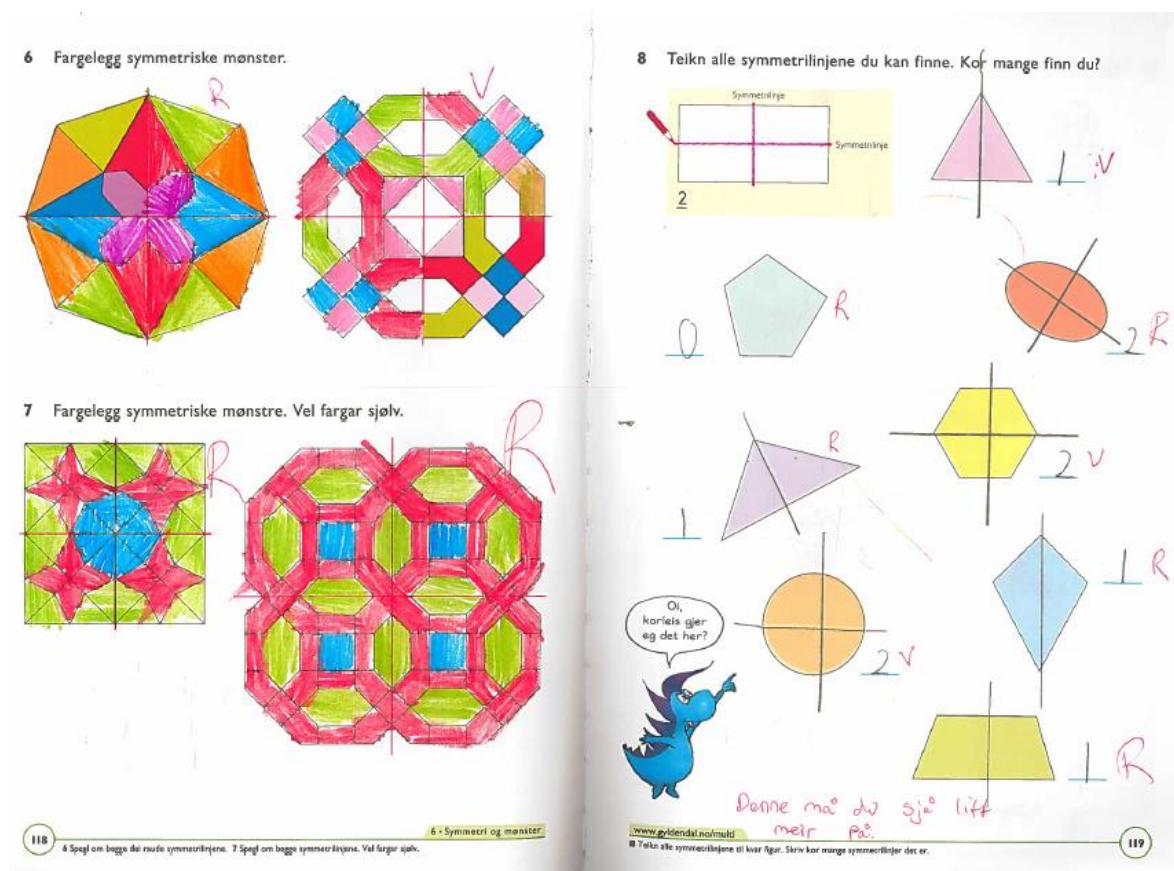 6 Fargelegg symmetriske mønster.
R
V
7 Fargelegg symmetriske mønstre. Vel fargar sjølv.
R
R
118
6 • Symmetri og mønster
6 Spegl om begge dei raude symmetrilinjene. 7 Spegl om begge symmetrilinjene. Vel fargar sjølv.
8 Teikn alle symmetrilinjene du kan finne. Kor mange finn du?
Symmetrilinje
Symmetrilinje
2
1 V
0 R
2 R
R
1
2 V
1 R
Oi,
korleis gjer
eg det her?
2 V
1 R
Denne må du sjå litt
meir på.
www.gyldendal.no/multi
8 Teikn alle symmetrilinjene til kvar figur. Skriv kor mange symmetrilinjer det er.
119